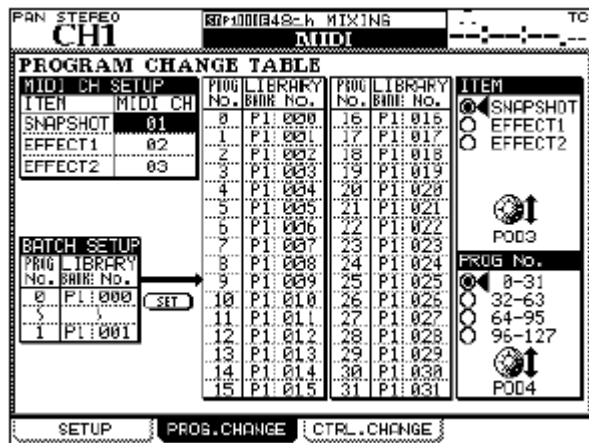 PAN STEREO
CH1
48k MIXING
MIDI
TC
--:--:--.--
PROGRAM CHANGE TABLE
MIDI CH SETUP
ITEM MIDI CH
SNAPSHOT 01
EFFECT1 02
EFFECT2 03
BATCH SETUP
PROG LIBRARY
No. BANK No.
0 P1 000
1 P1 001
SET
PROG LIBRARY
No. BANK No.
0 P1 000
1 P1 001
2 P1 002
3 P1 003
4 P1 004
5 P1 005
6 P1 006
7 P1 007
8 P1 008
9 P1 009
10 P1 010
11 P1 011
12 P1 012
13 P1 013
14 P1 014
15 P1 015
PROG LIBRARY
No. BANK No.
16 P1 016
17 P1 017
18 P1 018
19 P1 019
20 P1 020
21 P1 021
22 P1 022
23 P1 023
24 P1 024
25 P1 025
26 P1 026
27 P1 027
28 P1 028
29 P1 029
30 P1 030
31 P1 031
ITEM
SNAPSHOT
EFFECT1
EFFECT2
POD3
PROG No.
0-31
32-63
64-95
96-127
POD4
SETUP
PROG.CHANGE
CTRL.CHANGE